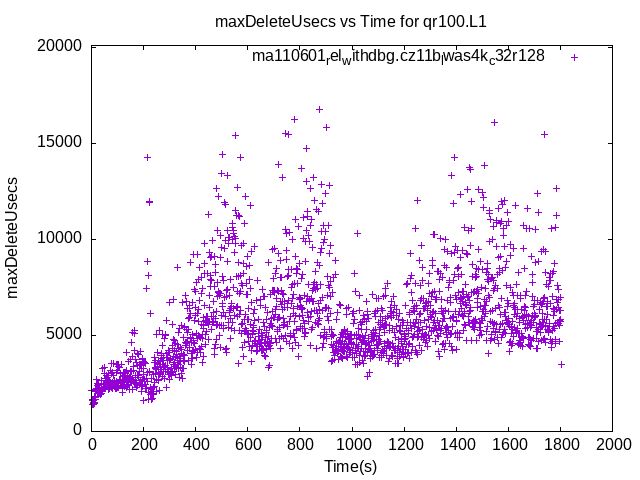 maxDeleteUsecs vs Time for qr100.L1
ma110601_rel_withdbg.cz11b_lwas4k_c32r128
20000
15000
10000
5000
0
maxDeleteUsecs
0 200 400 600 800 1000 1200 1400 1600 1800 2000
Time(s)